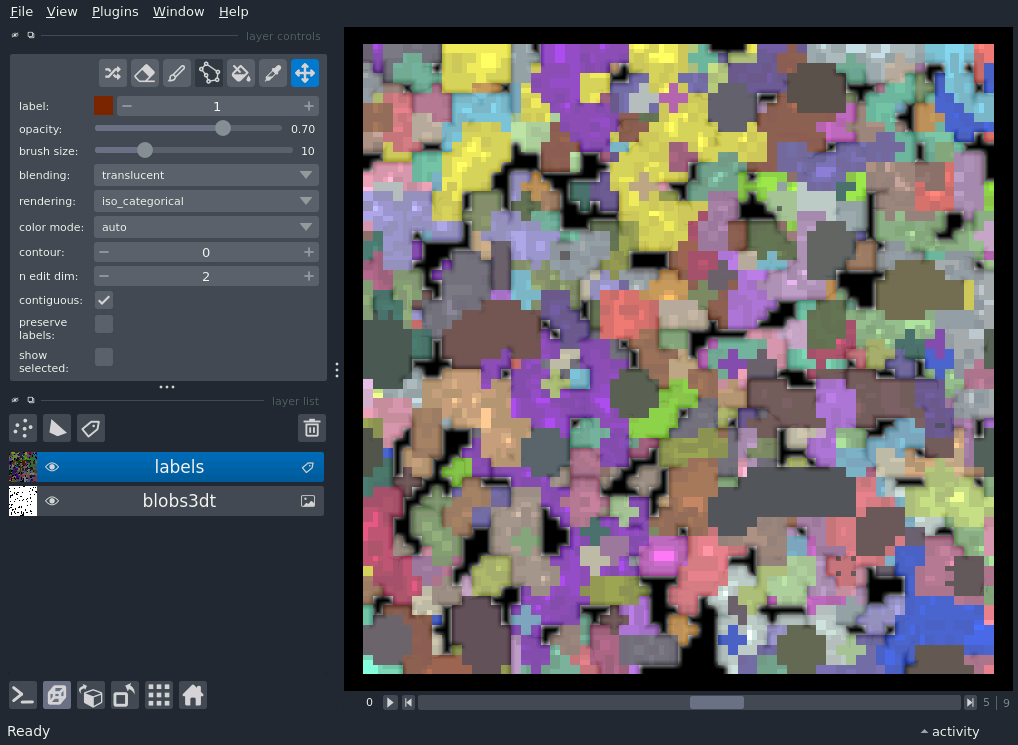 File View Plugins Window Help
layer controls
label: 1
opacity: 0.70
brush size: 10
blending: translucent
rendering: iso_categorical
color mode: auto
contour: 0
n edit dim: 2
contiguous:
preserve
labels:
show
selected:
layer list
labels
blobs3dt
0 5 9
Ready activity